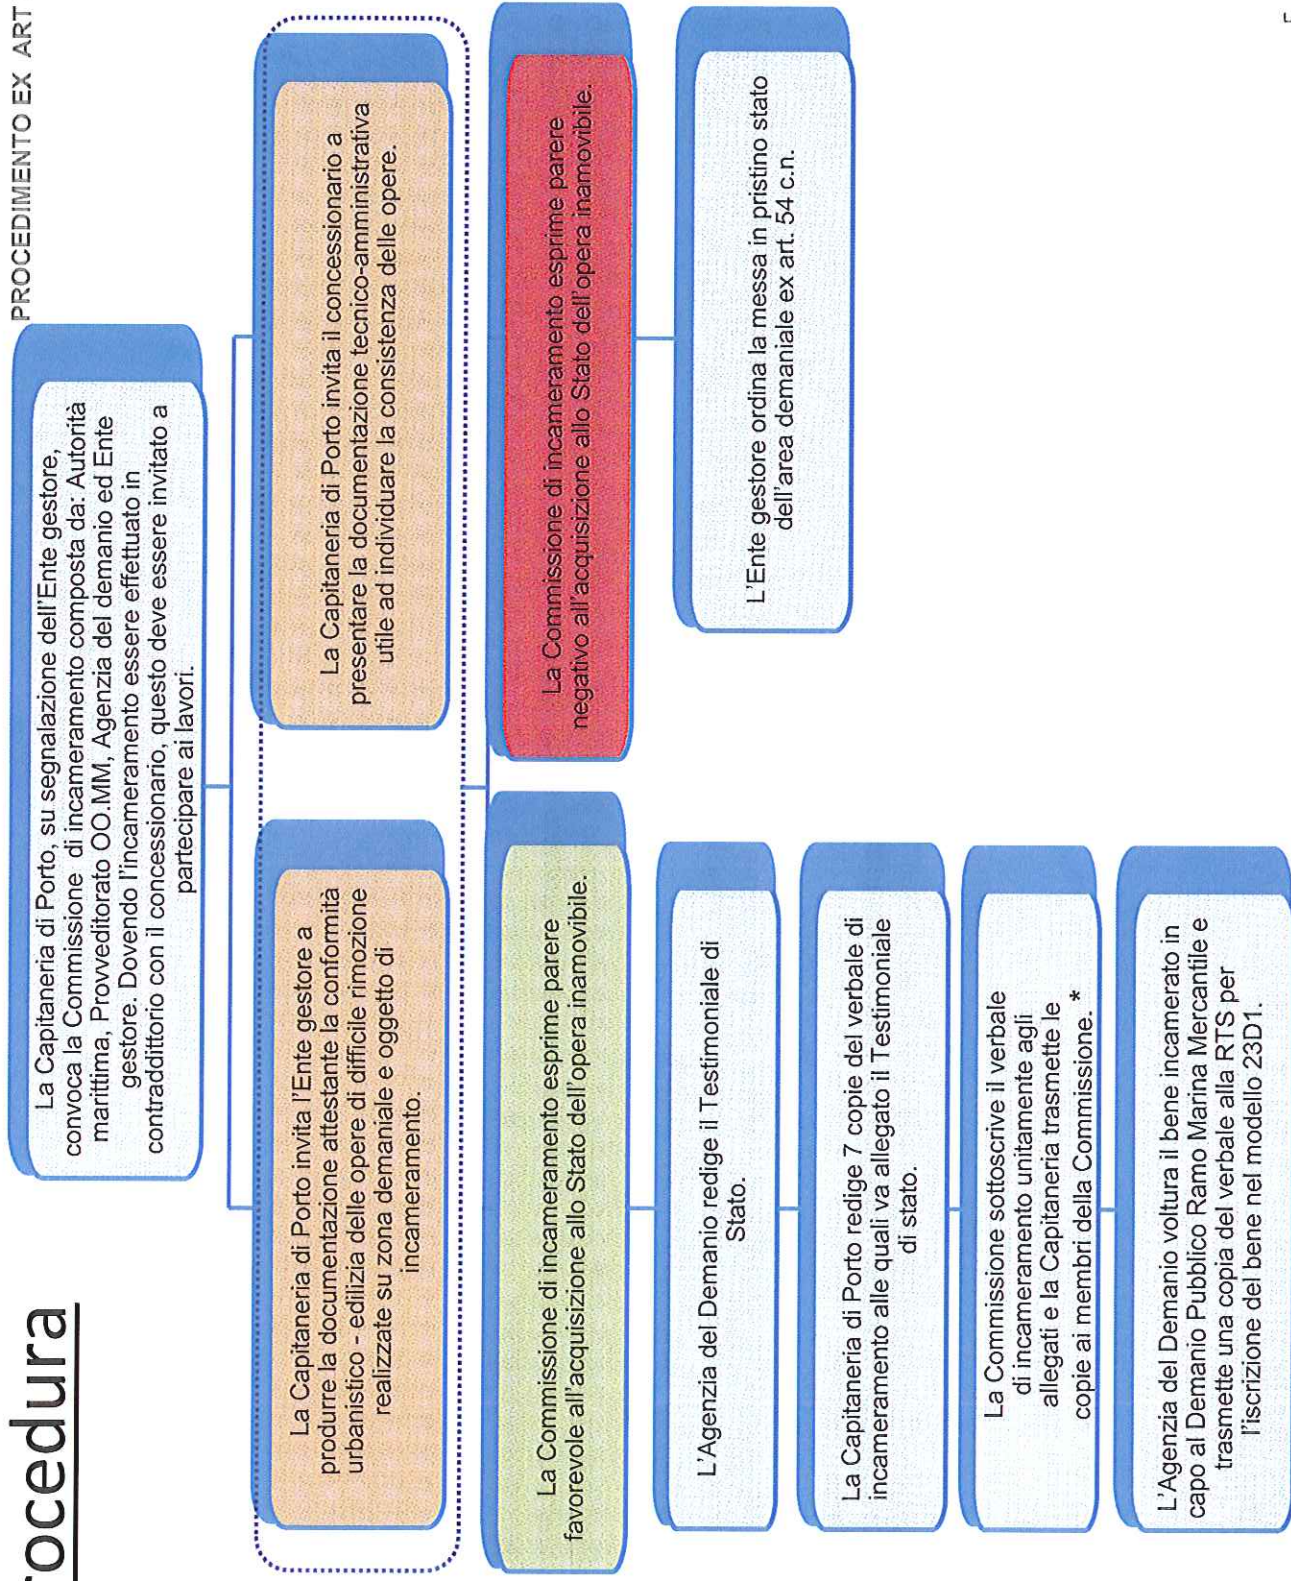 ocedura
PROCEDIMENTO EX ART
La Capitaneria di Porto, su segnalazione dell'Ente gestore,
convoca la Commissione di incameramento composta da: Autorità
marittima, Provveditorato OO.MM, Agenzia del demanio ed Ente
gestore. Dovendo l'incameramento essere effettuato in
contraddittorio con il concessionario, questo deve essere invitato a
partecipare ai lavori.
La Capitaneria di Porto invita l'Ente gestore a
produrre la documentazione attestante la conformità
urbanistico - edilizia delle opere di difficile rimozione
realizzate su zona demaniale e oggetto di
incameramento.
La Capitaneria di Porto invita il concessionario a
presentare la documentazione tecnico-amministrativa
utile ad individuare la consistenza delle opere.
La Commissione di incameramento esprime parere
favorevole all'acquisizione allo Stato dell'opera inamovibile.
La Commissione di incameramento esprime parere
negativo all'acquisizione allo Stato dell'opera inamovibile.
L'Agenzia del Demanio redige il Testimoniale di
Stato.
L'Ente gestore ordina la messa in pristino stato
dell'area demaniale ex art. 54 c.n.
La Capitaneria di Porto redige 7 copie del verbale di
incameramento alle quali va allegato il Testimoniale
di stato.
La Commissione sottoscrive il verbale
di incameramento unitamente agli
allegati e la Capitaneria trasmette le
copie ai membri della Commissione. *
L'Agenzia del Demanio voltura il bene incamerato in
capo al Demanio Pubblico Ramo Marina Mercantile e
trasmette una copia del verbale alla RTS per
l'iscrizione del bene nel modello 23D1.